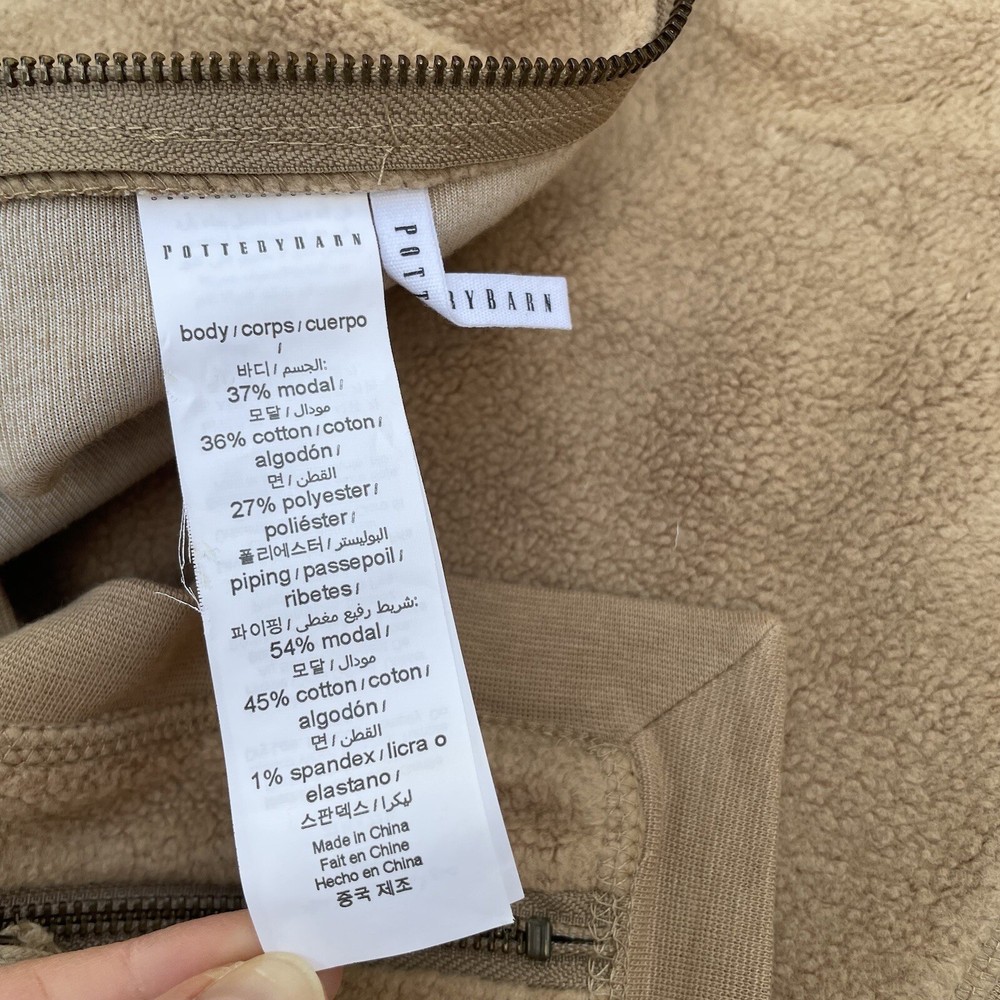 POTTERYBARN
POT
RYBARN
body / corps / cuerpo
/
바디 / الجسم:
37% modal /
모달 / مودال
36% cotton / coton /
algodón /
면 / القطن
27% polyester /
poliéster /
폴리에스터 / البوليستر
piping / passepoil /
ribetes /
파이핑 / شريط رفيع مغطى:
54% modal /
모달 / مودال
45% cotton / coton /
algodón /
면 / القطن
1% spandex / licra o
elastano /
스판덱스 / ليكرا
Made in China
Fait en Chine
Hecho en China
중국 제조